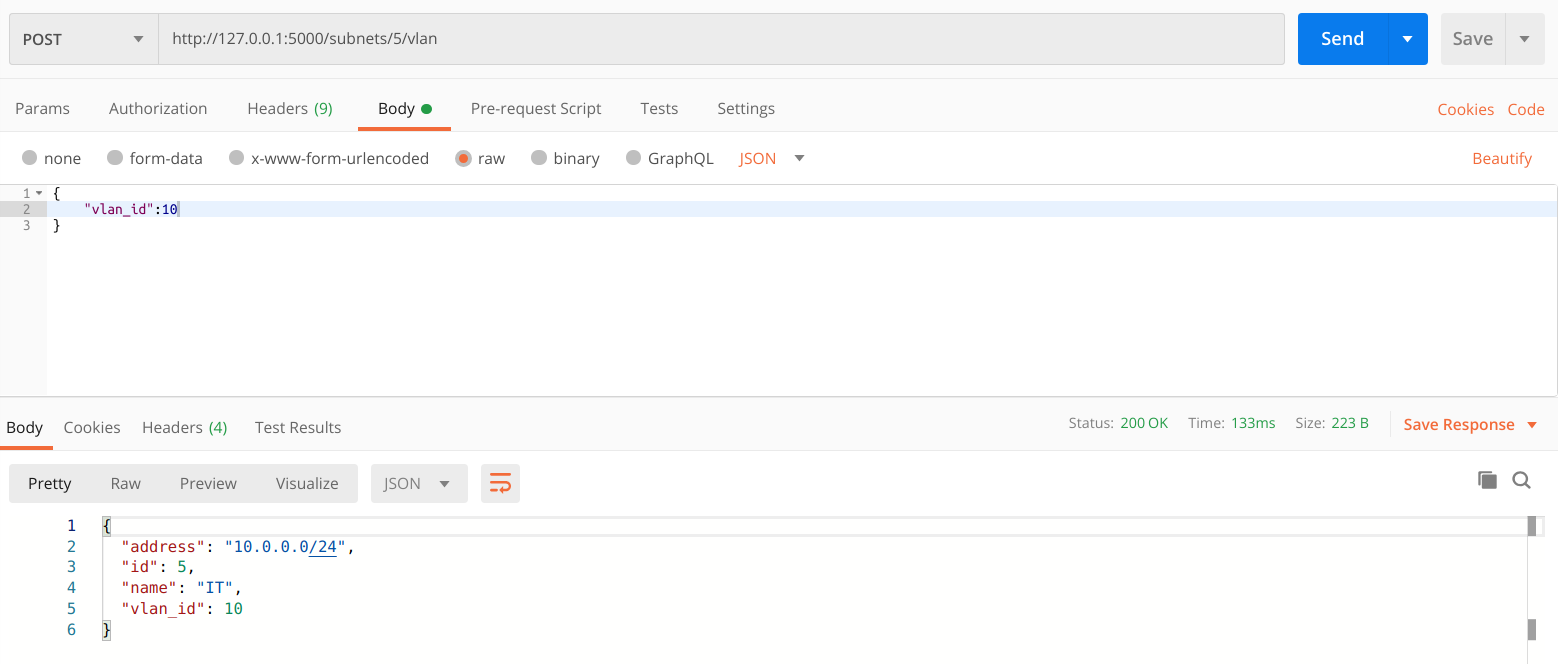 POST http://127.0.0.1:5000/subnets/5/vlan Send Save
Params Authorization Headers (9) Body Pre-request Script Tests Settings Cookies Code
none form-data x-www-form-urlencoded raw binary GraphQL JSON Beautify
1 {
2 "vlan_id":10
3 }
Body Cookies Headers (4) Test Results Status: 200 OK Time: 133ms Size: 223 B Save Response
Pretty Raw Preview Visualize JSON
1 {
2 "address": "10.0.0.0/24",
3 "id": 5,
4 "name": "IT",
5 "vlan_id": 10
6 }